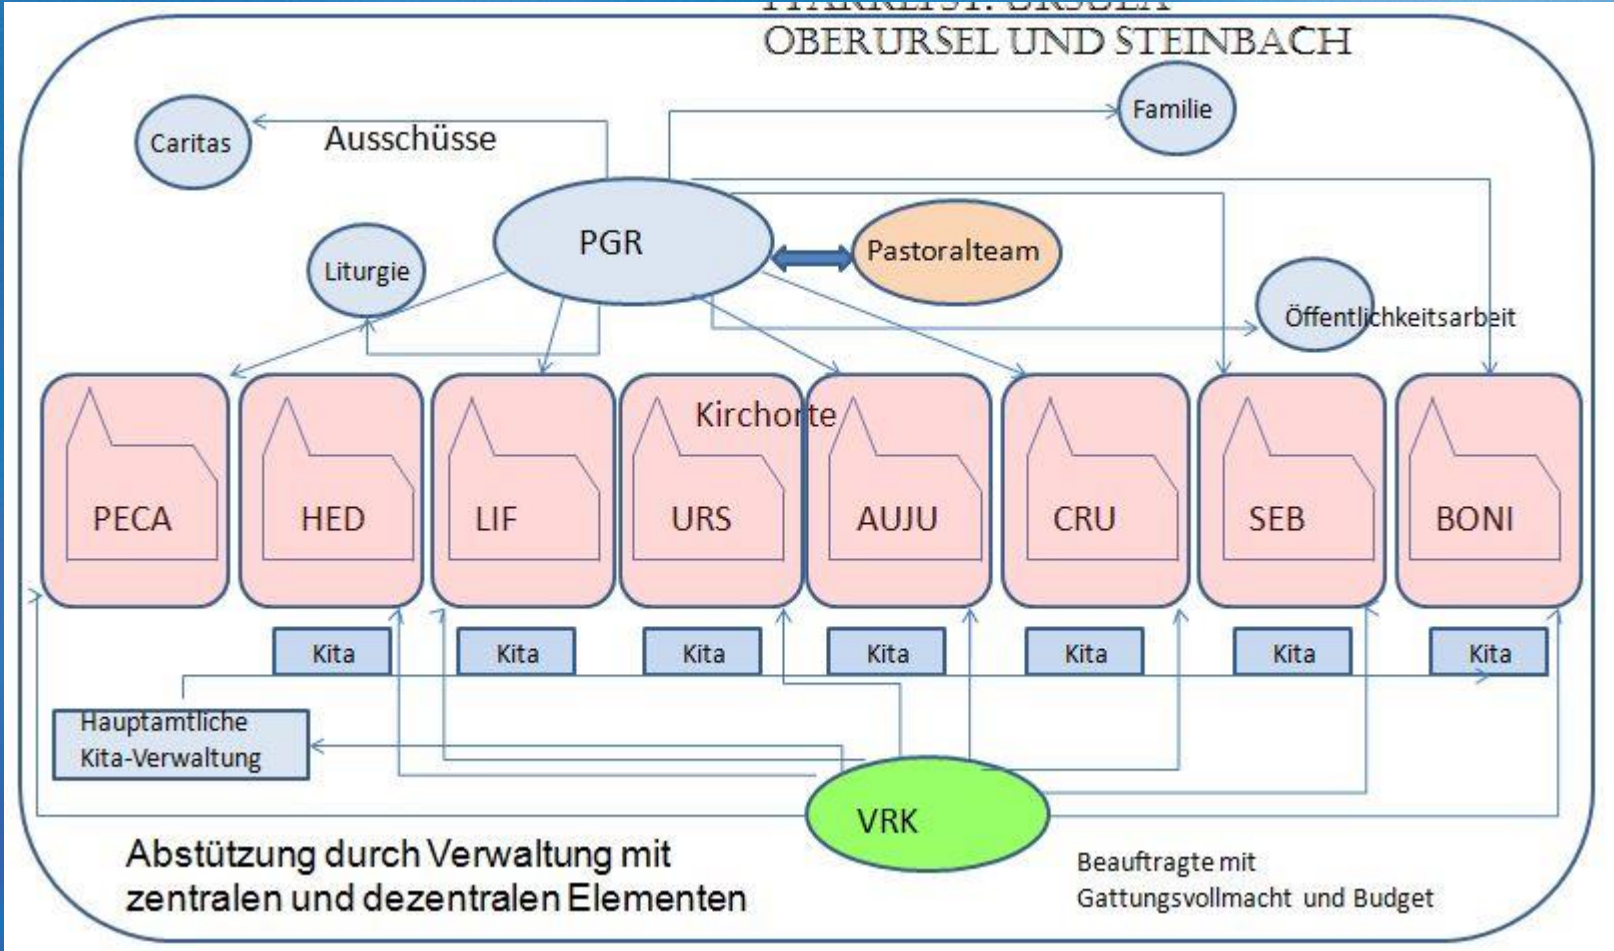 OBERURSEL UND STEINBACH
Familie
Caritas
Ausschüsse
PGR
Pastoralteam
Liturgie
Öffentlichkeitsarbeit
Kirchorte
PECA
HED
LIF
URS
AUJU
CRU
SEB
BONI
Kita
Kita
Kita
Kita
Kita
Kita
Kita
Hauptamtliche
Kita-Verwaltung
VRK
Abstützung durch Verwaltung mit
zentralen und dezentralen Elementen
Beauftragte mit
Gattungsvollmacht und Budget